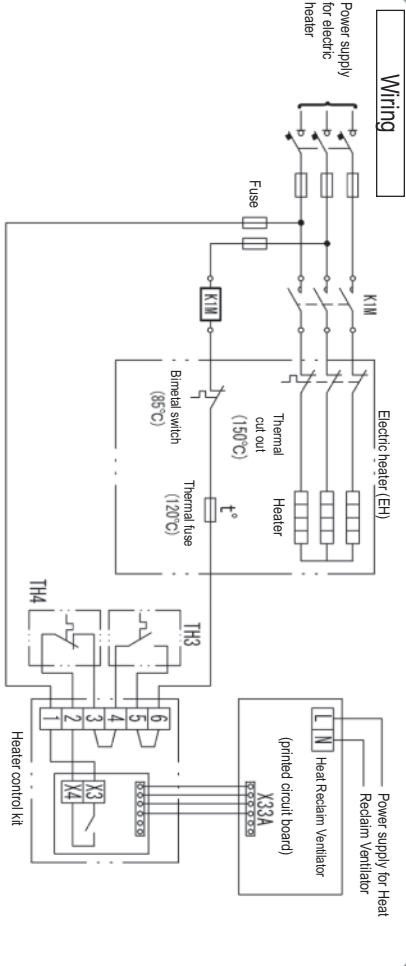 Wiring
Power supply
for electric
heater
Fuse
K1M
K1M
Electric heater (EH)
Thermal
cut out
(150°C)
Heater
Bimetal switch
(85°C)
Thermal fuse
(120°C)
t°
TH4
TH3
1
2
3
4
5
6
X4
X3
Heater control kit
L
N
Heat Reclaim Ventilator
(printed circuit board)
X33A
Power supply for Heat
Reclaim Ventilator